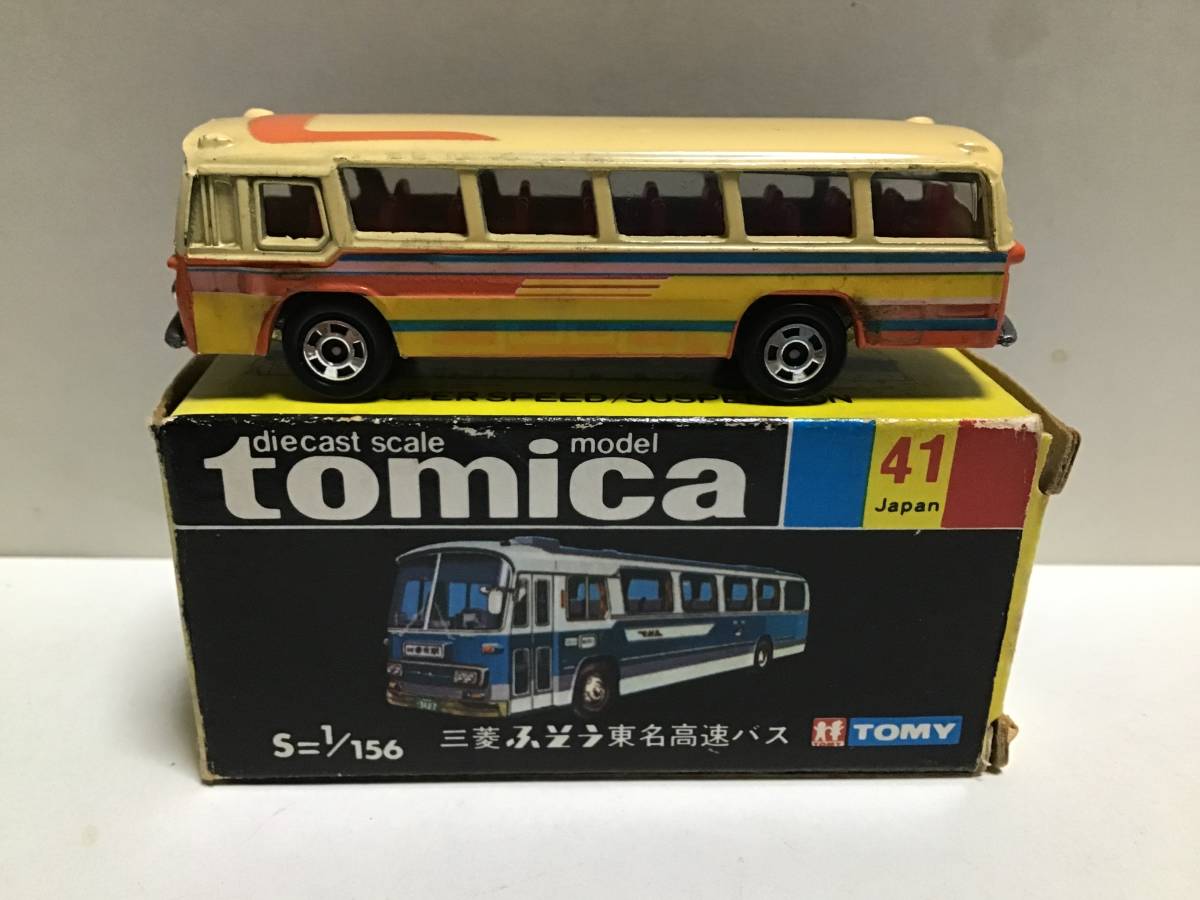 SUPER SPEED/SUSPENSION
diecast scale model
tomica
41
Japan
S=1/156
三菱ふそう東名高速バス
TOMY
TOMY